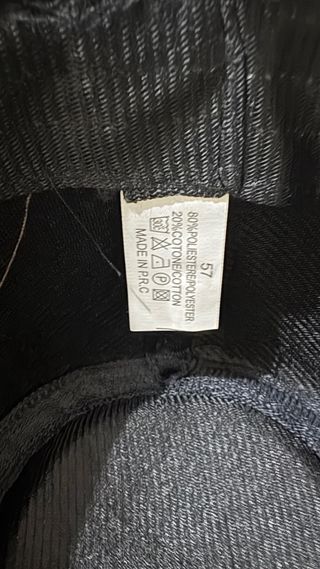 57
80%POLIESTERE/POLYESTER
20%COTONE/COTTON
MADE IN P.R.C